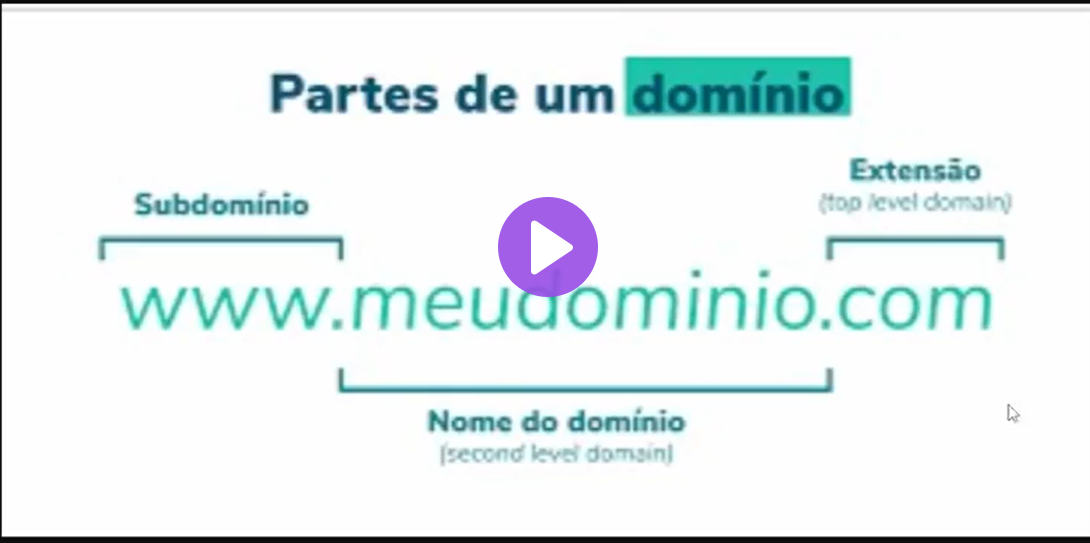 Partes de um domínio
Extensão
(top level domain)
Subdomínio
www.meudominio.com
Nome do domínio
(second level domain)